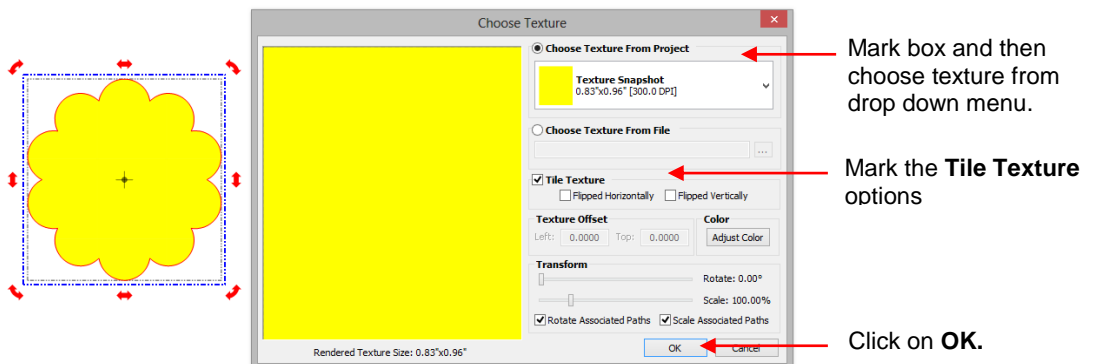 Choose Texture
Choose Texture From Project
Texture Snapshot
0.83"x0.96" [300.0 DPI]
Choose Texture From File
...
Tile Texture
Flipped Horizontally Flipped Vertically
Texture Offset
Left: 0.0000 Top: 0.0000
Color
Adjust Color
Transform
Rotate: 0.00°
Scale: 100.00%
Rotate Associated Paths Scale Associated Paths
Rendered Texture Size: 0.83"x0.96"
OK Cancel
Mark box and then
choose texture from
drop down menu.
Mark the Tile Texture
options
Click on OK.